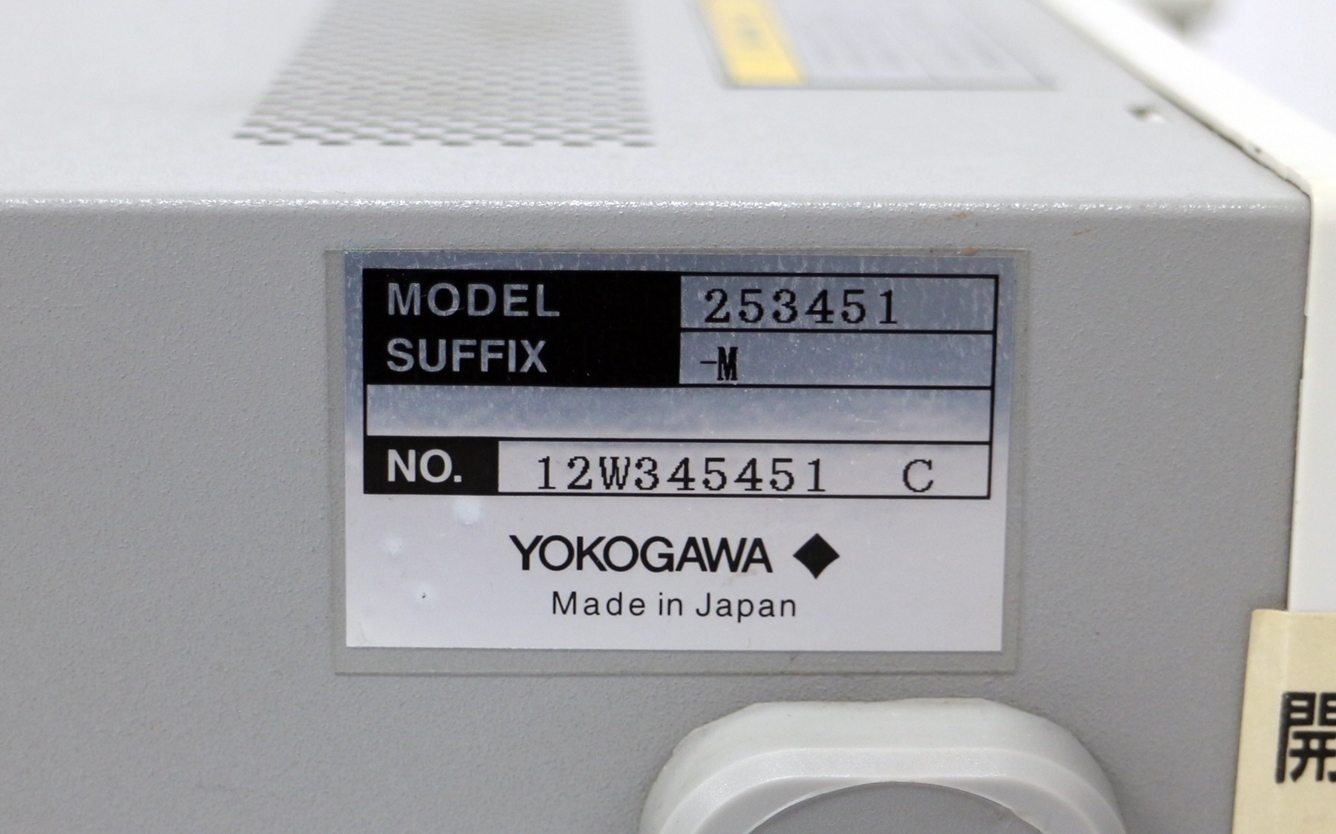 MODEL 253451
SUFFIX -M
NO. 12W345451 C
YOKOGAWA
Made in Japan
開